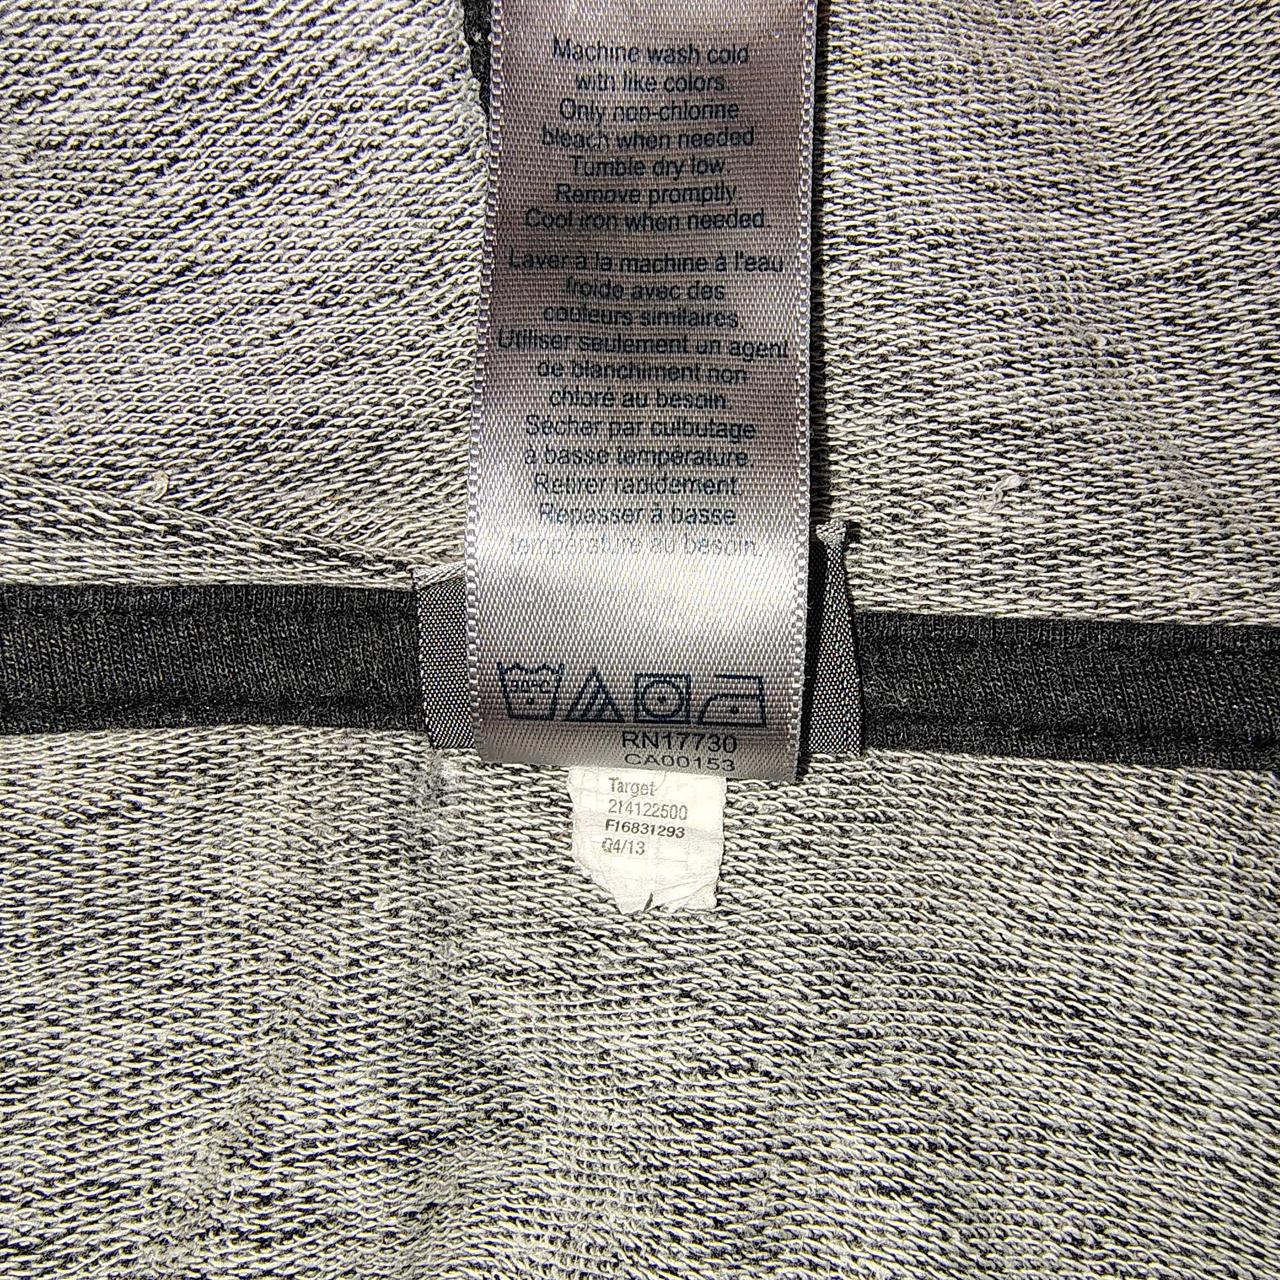 Machine wash cold
with like colors.
Only non-chlorine
bleach when needed.
Tumble dry low.
Remove promptly.
Cool iron when needed.
Laver à la machine à l'eau
froide avec des
couleurs similaires.
Utiliser seulement un agent
de blanchiment non
chloré au besoin.
Sécher par culbutage
à basse température.
Retirer rapidement.
Repasser à basse
température au besoin.
30°C
RN17730
CA00153
Target
214122500
F16831293
Q4/13